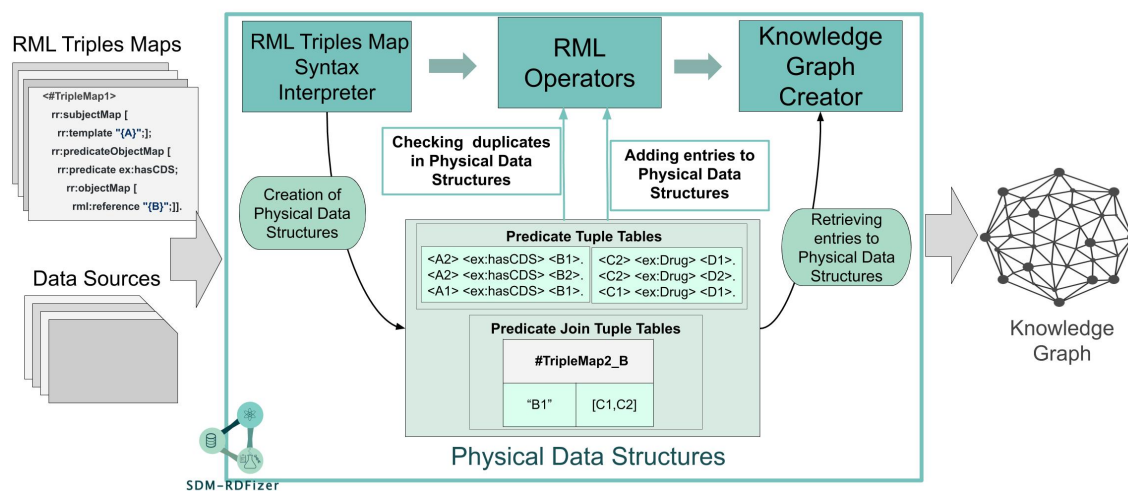 RML Triples Maps
<#TripleMap1>
rr:subjectMap [
rr:template "{A}";];
rr:predicateObjectMap [
rr:predicate ex:hasCDS;
rr:objectMap [
rml:reference "{B}";]].
Data Sources
RML Triples Map
Syntax
Interpreter
RML
Operators
Knowledge
Graph
Creator
Checking duplicates
in Physical Data
Structures
Adding entries to
Physical Data
Structures
Creation of
Physical Data
Structures
Retrieving
entries to
Physical Data
Structures
Predicate Tuple Tables
<A2> <ex:hasCDS> <B1>.
<A2> <ex:hasCDS> <B2>.
<A1> <ex:hasCDS> <B1>.
<C2> <ex:Drug> <D1>.
<C2> <ex:Drug> <D2>.
<C1> <ex:Drug> <D1>.
Predicate Join Tuple Tables
#TripleMap2_B
“B1”
[C1,C2]
Physical Data Structures
SDM-RDFizer
Knowledge
Graph